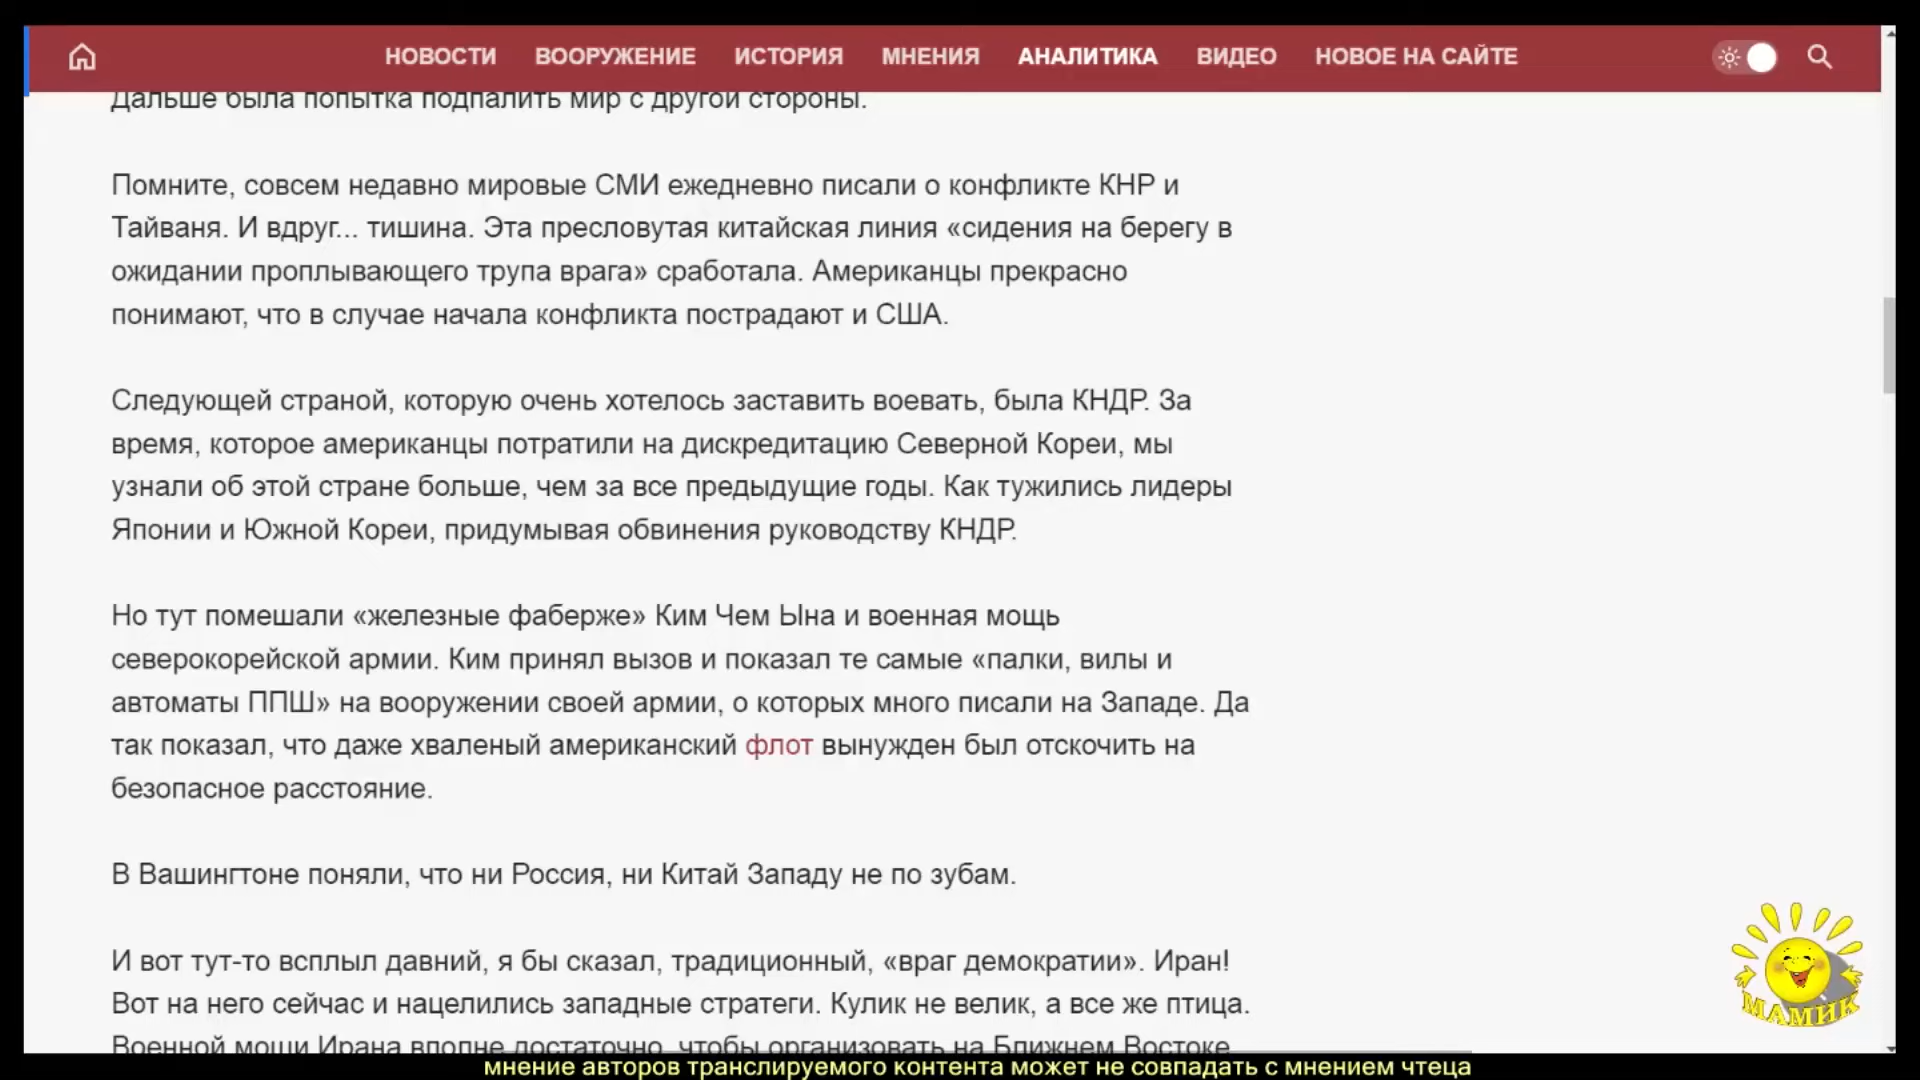 НОВОСТИ ВООРУЖЕНИЕ ИСТОРИЯ МНЕНИЯ АНАЛИТИКА ВИДЕО НОВОЕ НА САЙТЕ
Дальше была попытка подпалить мир с другой стороны.
Помните, совсем недавно мировые СМИ ежедневно писали о конфликте КНР и
Тайваня. И вдруг... тишина. Эта пресловутая китайская линия «сидения на берегу в
ожидании проплывающего трупа врага» сработала. Американцы прекрасно
понимают, что в случае начала конфликта пострадают и США.
Следующей страной, которую очень хотелось заставить воевать, была КНДР. За
время, которое американцы потратили на дискредитацию Северной Кореи, мы
узнали об этой стране больше, чем за все предыдущие годы. Как тужились лидеры
Японии и Южной Кореи, придумывая обвинения руководству КНДР.
Но тут помешали «железные фаберже» Ким Чем Ына и военная мощь
северокорейской армии. Ким принял вызов и показал те самые «палки, вилы и
автоматы ППШ» на вооружении своей армии, о которых много писали на Западе. Да
так показал, что даже хваленый американский флот вынужден был отскочить на
безопасное расстояние.
В Вашингтоне поняли, что ни Россия, ни Китай Западу не по зубам.
И вот тут-то всплыл давний, я бы сказал, традиционный, «враг демократии». Иран!
Вот на него сейчас и нацелились западные стратеги. Кулик не велик, а все же птица.
Военной мощи Ирана вполне достаточно, чтобы организовать на Ближнем Востоке
МАМИК
мнение авторов транслируемого контента может не совпадать с мнением чтеца